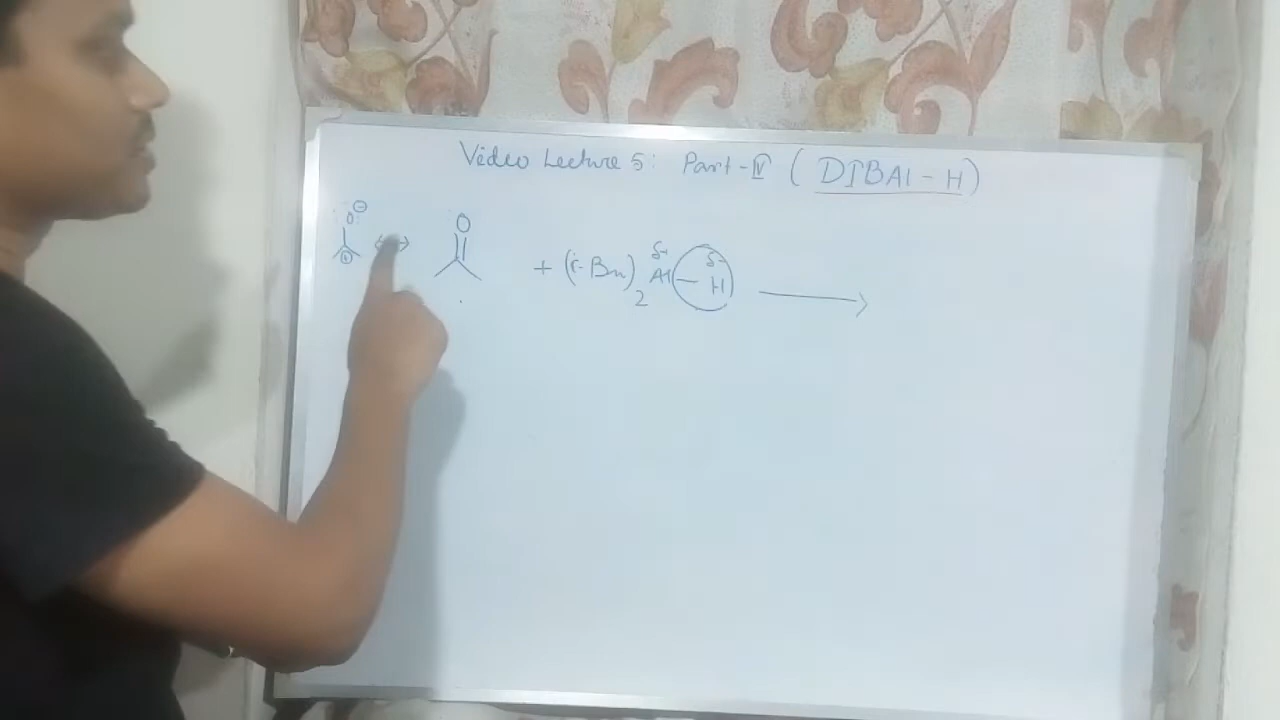 Video Lecture 5: Part-IV (DIBAl-H)
O⊖ ⊕ ↔ O + (i-Bu)2 Al δ+ — H δ- →